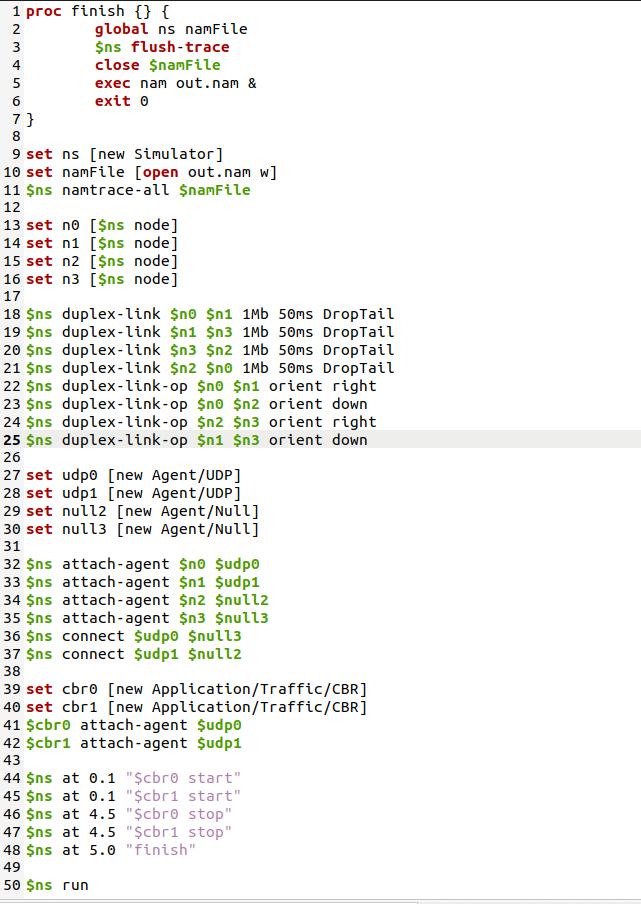 1 proc finish {} {
2 global ns namFile
3 $ns flush-trace
4 close $namFile
5 exec nam out.nam &
6 exit 0
7 }
8
9 set ns [new Simulator]
10 set namFile [open out.nam w]
11 $ns namtrace-all $namFile
12
13 set n0 [$ns node]
14 set n1 [$ns node]
15 set n2 [$ns node]
16 set n3 [$ns node]
17
18 $ns duplex-link $n0 $n1 1Mb 50ms DropTail
19 $ns duplex-link $n1 $n3 1Mb 50ms DropTail
20 $ns duplex-link $n3 $n2 1Mb 50ms DropTail
21 $ns duplex-link $n2 $n0 1Mb 50ms DropTail
22 $ns duplex-link-op $n0 $n1 orient right
23 $ns duplex-link-op $n0 $n2 orient down
24 $ns duplex-link-op $n2 $n3 orient right
25 $ns duplex-link-op $n1 $n3 orient down
26
27 set udp0 [new Agent/UDP]
28 set udp1 [new Agent/UDP]
29 set null2 [new Agent/Null]
30 set null3 [new Agent/Null]
31
32 $ns attach-agent $n0 $udp0
33 $ns attach-agent $n1 $udp1
34 $ns attach-agent $n2 $null2
35 $ns attach-agent $n3 $null3
36 $ns connect $udp0 $null3
37 $ns connect $udp1 $null2
38
39 set cbr0 [new Application/Traffic/CBR]
40 set cbr1 [new Application/Traffic/CBR]
41 $cbr0 attach-agent $udp0
42 $cbr1 attach-agent $udp1
43
44 $ns at 0.1 "$cbr0 start"
45 $ns at 0.1 "$cbr1 start"
46 $ns at 4.5 "$cbr0 stop"
47 $ns at 4.5 "$cbr1 stop"
48 $ns at 5.0 "finish"
49
50 $ns run